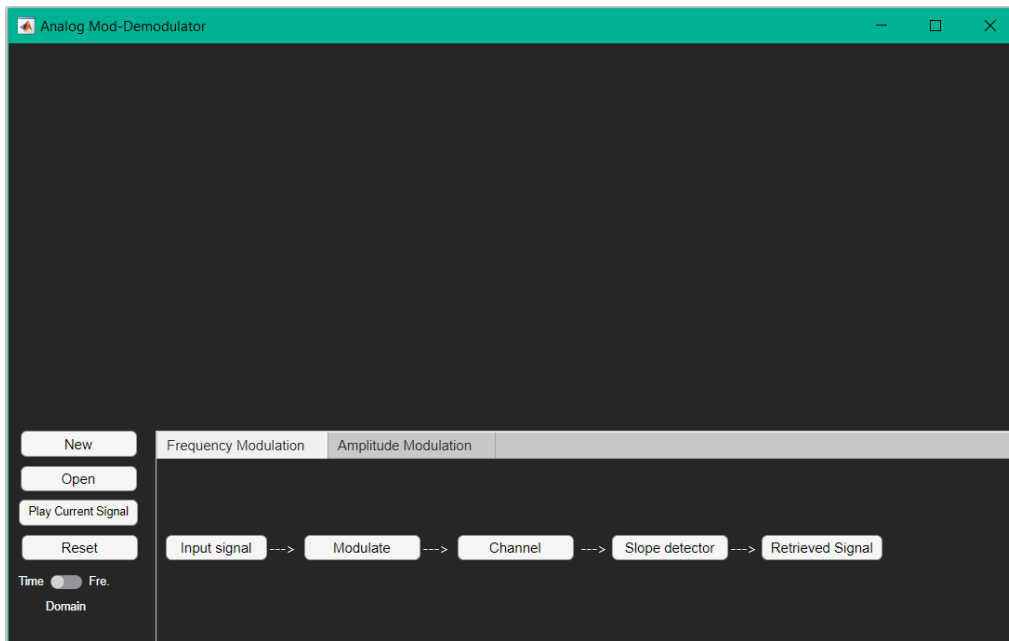 Analog Mod-Demodulator
New
Open
Play Current Signal
Reset
Time Fre.
Domain
Frequency Modulation Amplitude Modulation
Input signal ---> Modulate ---> Channel ---> Slope detector ---> Retrieved Signal